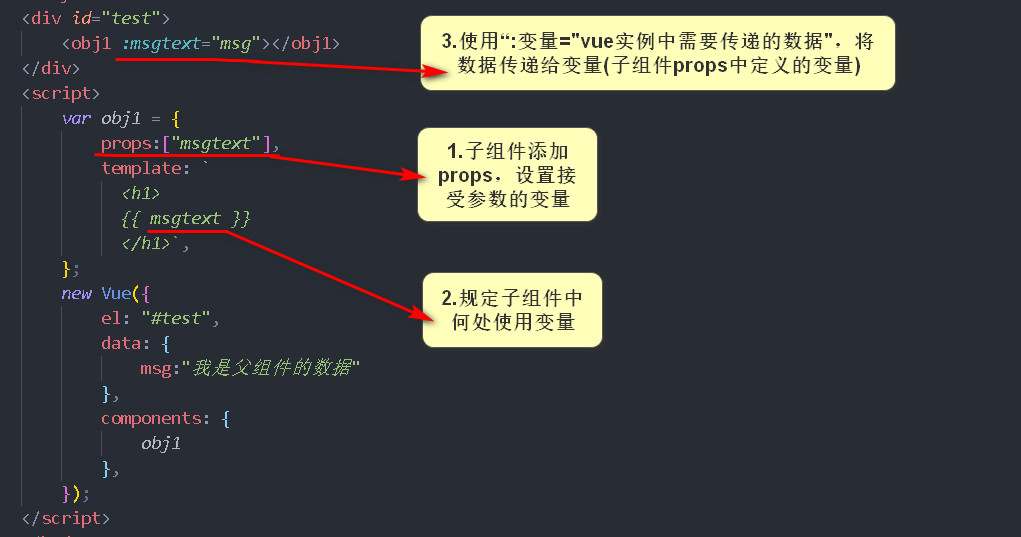 <div id="test">
<obj1 :msgtext="msg"></obj1>
</div>
<script>
var obj1 = {
props:["msgtext"],
template: `
<h1>
{{ msgtext }}
</h1>`,
};
new Vue({
el: "#test",
data: {
msg:"我是父组件的数据"
},
components: {
obj1
},
});
</script>
3.使用“:变量="vue实例中需要传递的数据"，将
数据传递给变量(子组件props中定义的变量)
1.子组件添加
props，设置接
受参数的变量
2.规定子组件中
何处使用变量